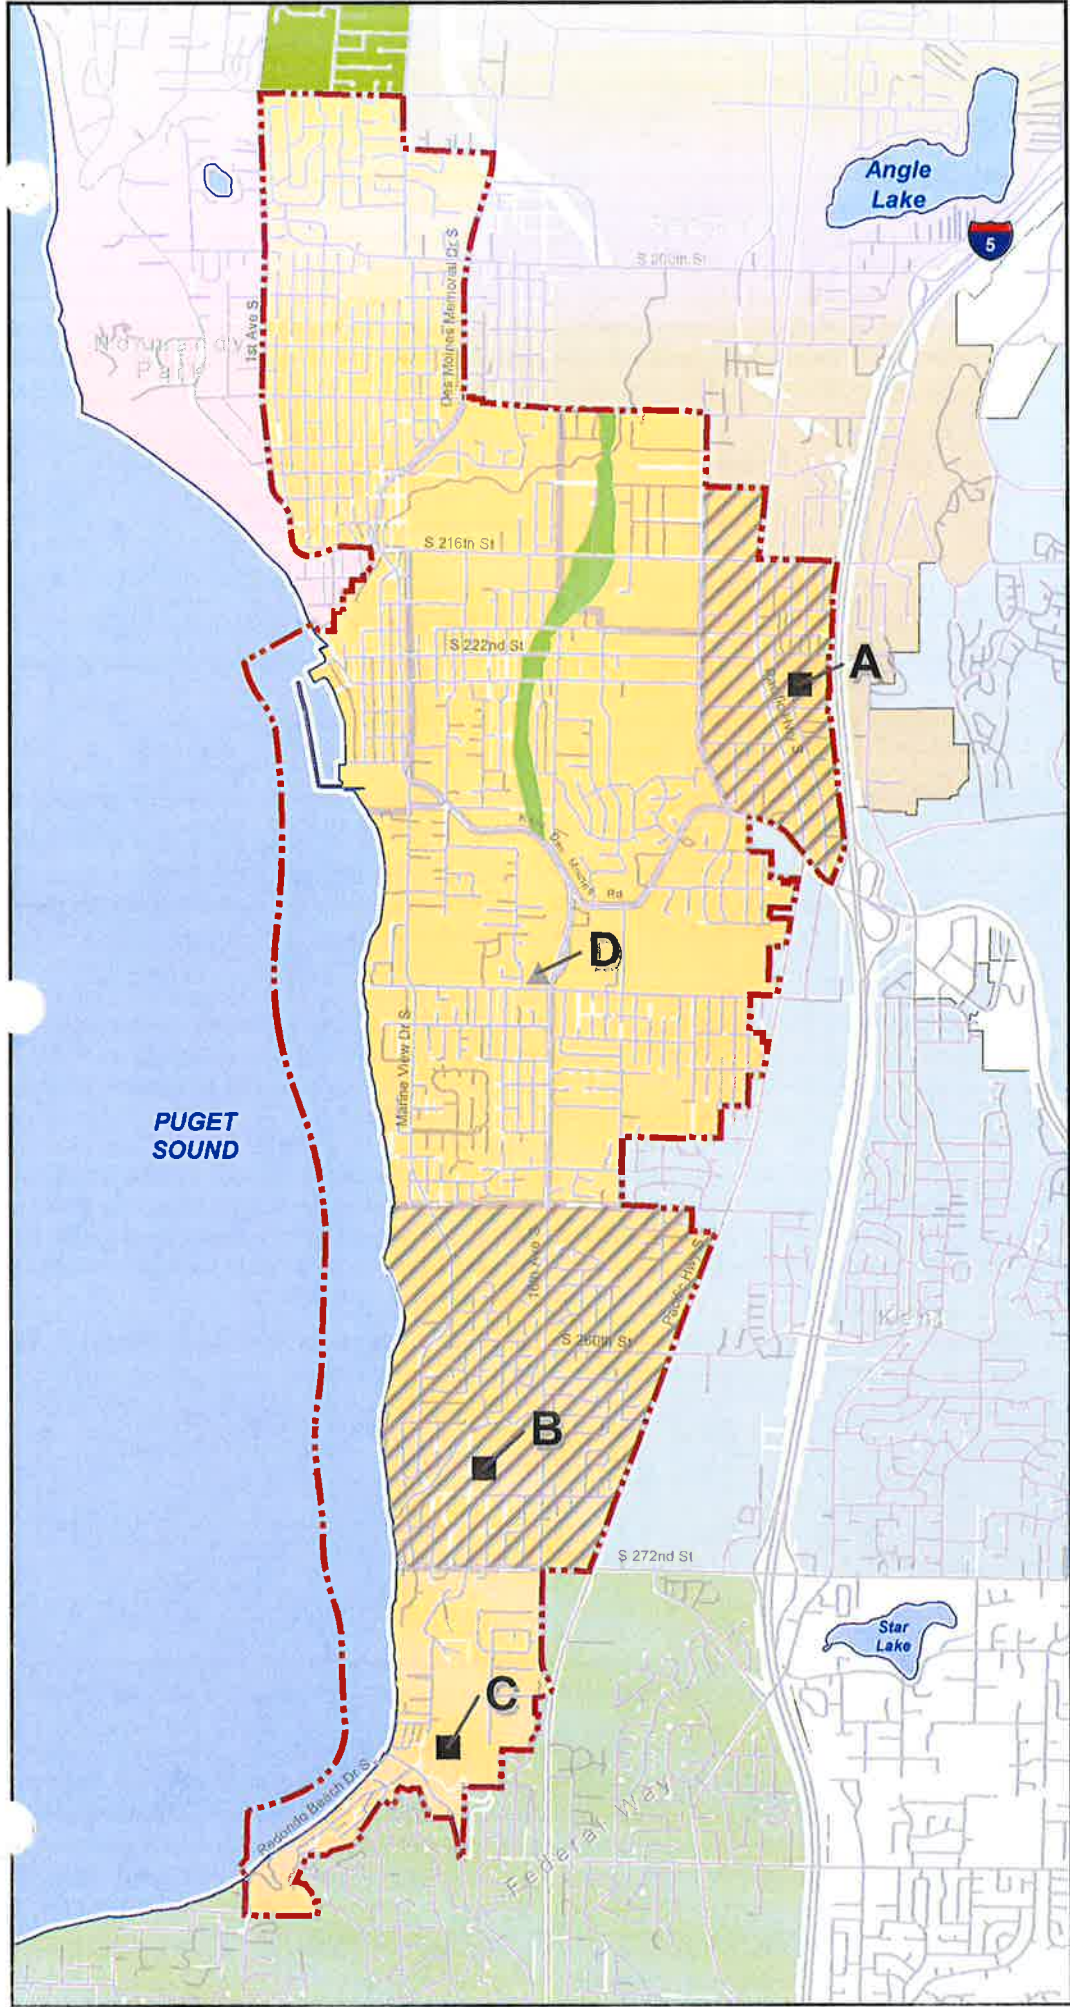 Angle
Lake
5
S 200th St
Des Moines Memorial Dr S
1st Ave S
Normandy
Park
S 216th St
S 222nd St
A
Pacific Hwy S
Kent Des Moines Rd
D
Marine View Dr S
PUGET
SOUND
16th Ave S
Pacific Hwy S
Kent
S 260th St
B
S 272nd St
Star
Lake
C
Redondo Beach Dr S
Federal Way